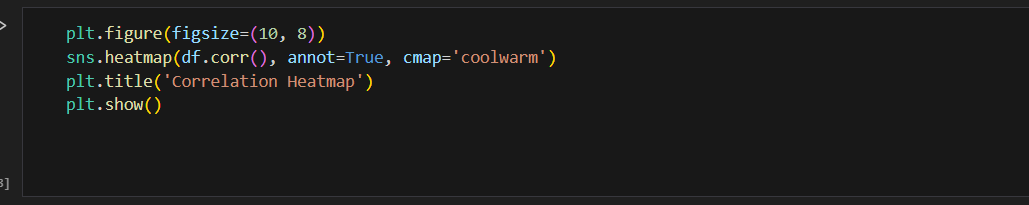 plt.figure(figsize=(10, 8))
sns.heatmap(df.corr(), annot=True, cmap='coolwarm')
plt.title('Correlation Heatmap')
plt.show()